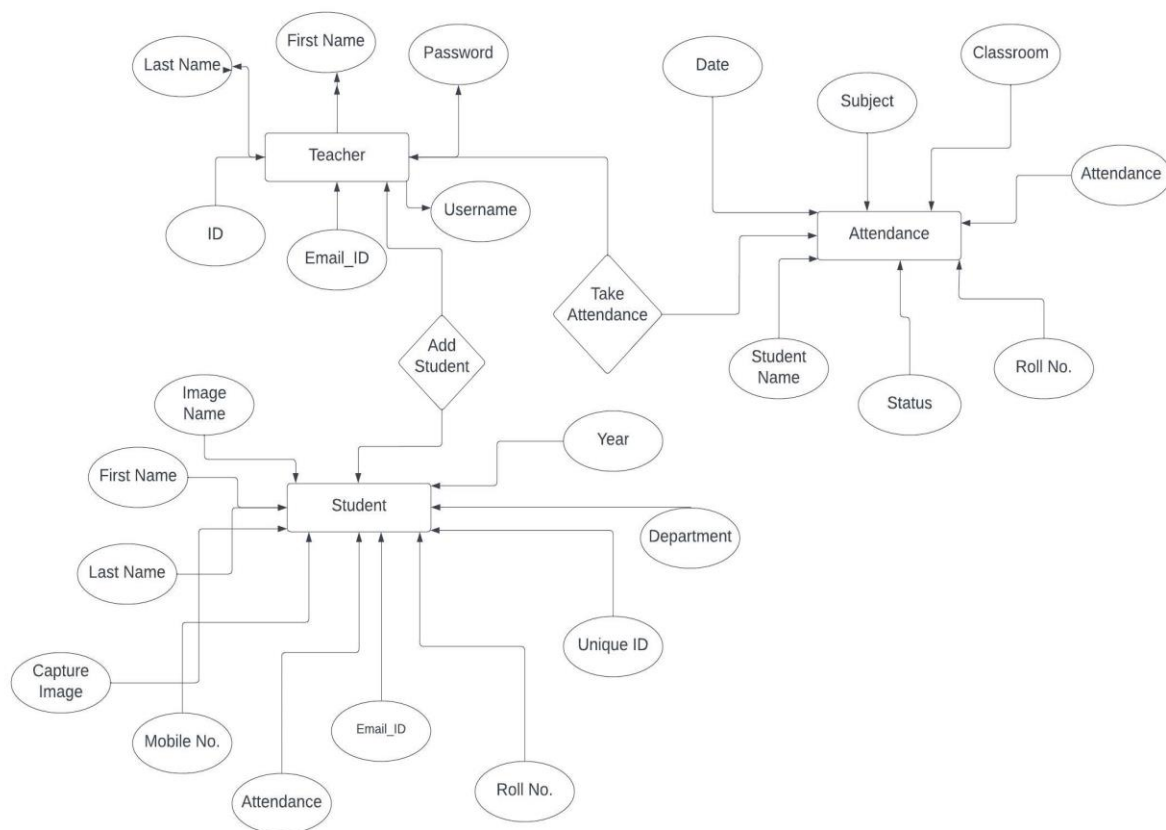 First Name
Password
Last Name
Date
Classroom
Subject
Teacher
Attendance
Username
ID
Email_ID
Attendance
Take
Attendance
Add
Student
Student
Name
Roll No.
Status
Image
Name
Year
First Name
Student
Department
Last Name
Unique ID
Capture
Image
Email_ID
Mobile No.
Roll No.
Attendance